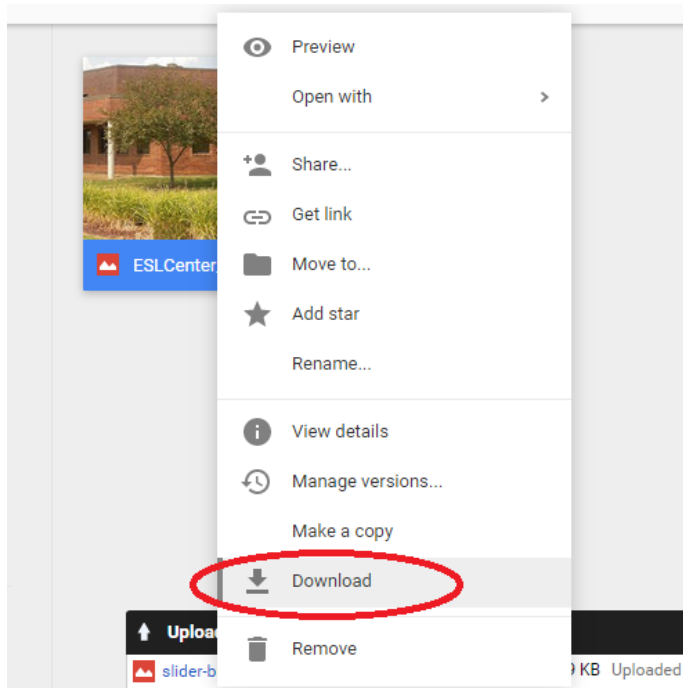 Preview
Open with
Share...
Get link
ESLCenter
Move to...
Add star
Rename...
View details
Manage versions...
Make a copy
Download
Uploa
Remove
slider-b
KB Uploaded